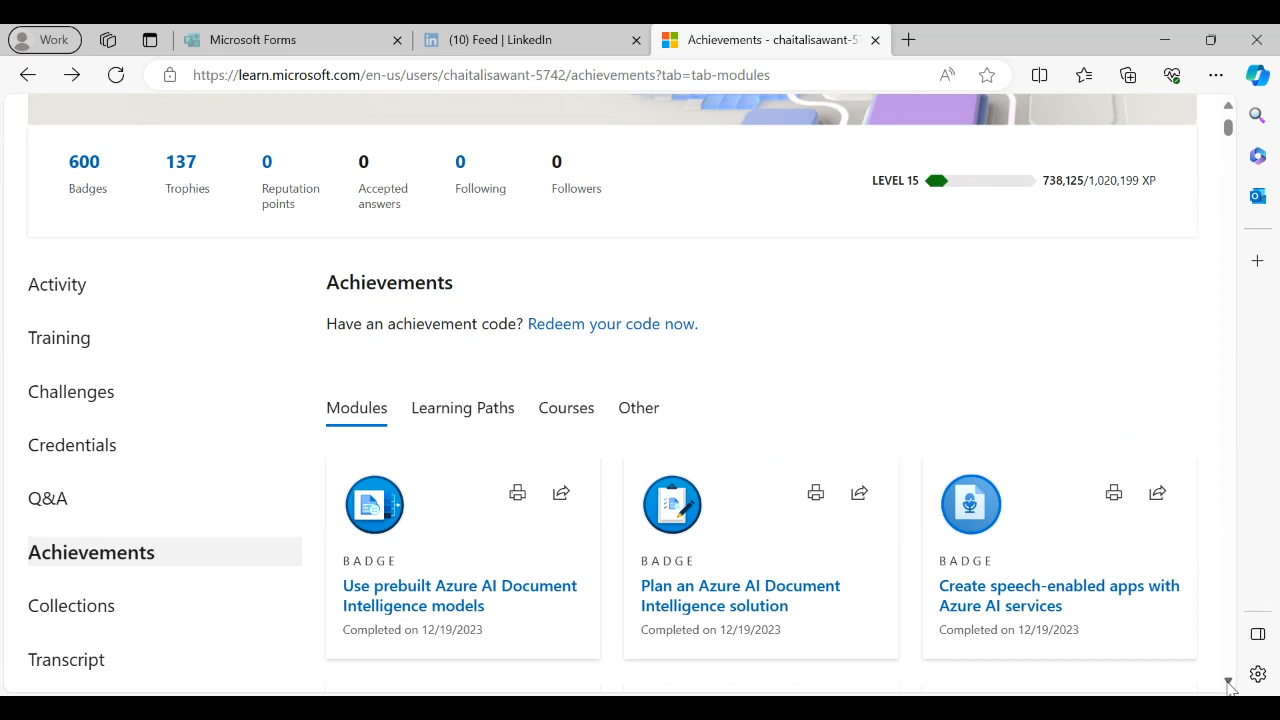 Work
Microsoft Forms
(10) Feed | LinkedIn
Achievements - chaitalisawant-57
https://learn.microsoft.com/en-us/users/chaitalisawant-5742/achievements?tab=tab-modules
600
137
0
0
0
0
Badges
Trophies
Reputation points
Accepted answers
Following
Followers
LEVEL 15
738,125/1,020,199 XP
Activity
Training
Challenges
Credentials
Q&A
Achievements
Collections
Transcript
Achievements
Have an achievement code? Redeem your code now.
Modules
Learning Paths
Courses
Other
BADGE
Use prebuilt Azure AI Document
Intelligence models
Completed on 12/19/2023
BADGE
Plan an Azure AI Document
Intelligence solution
Completed on 12/19/2023
BADGE
Create speech-enabled apps with
Azure AI services
Completed on 12/19/2023